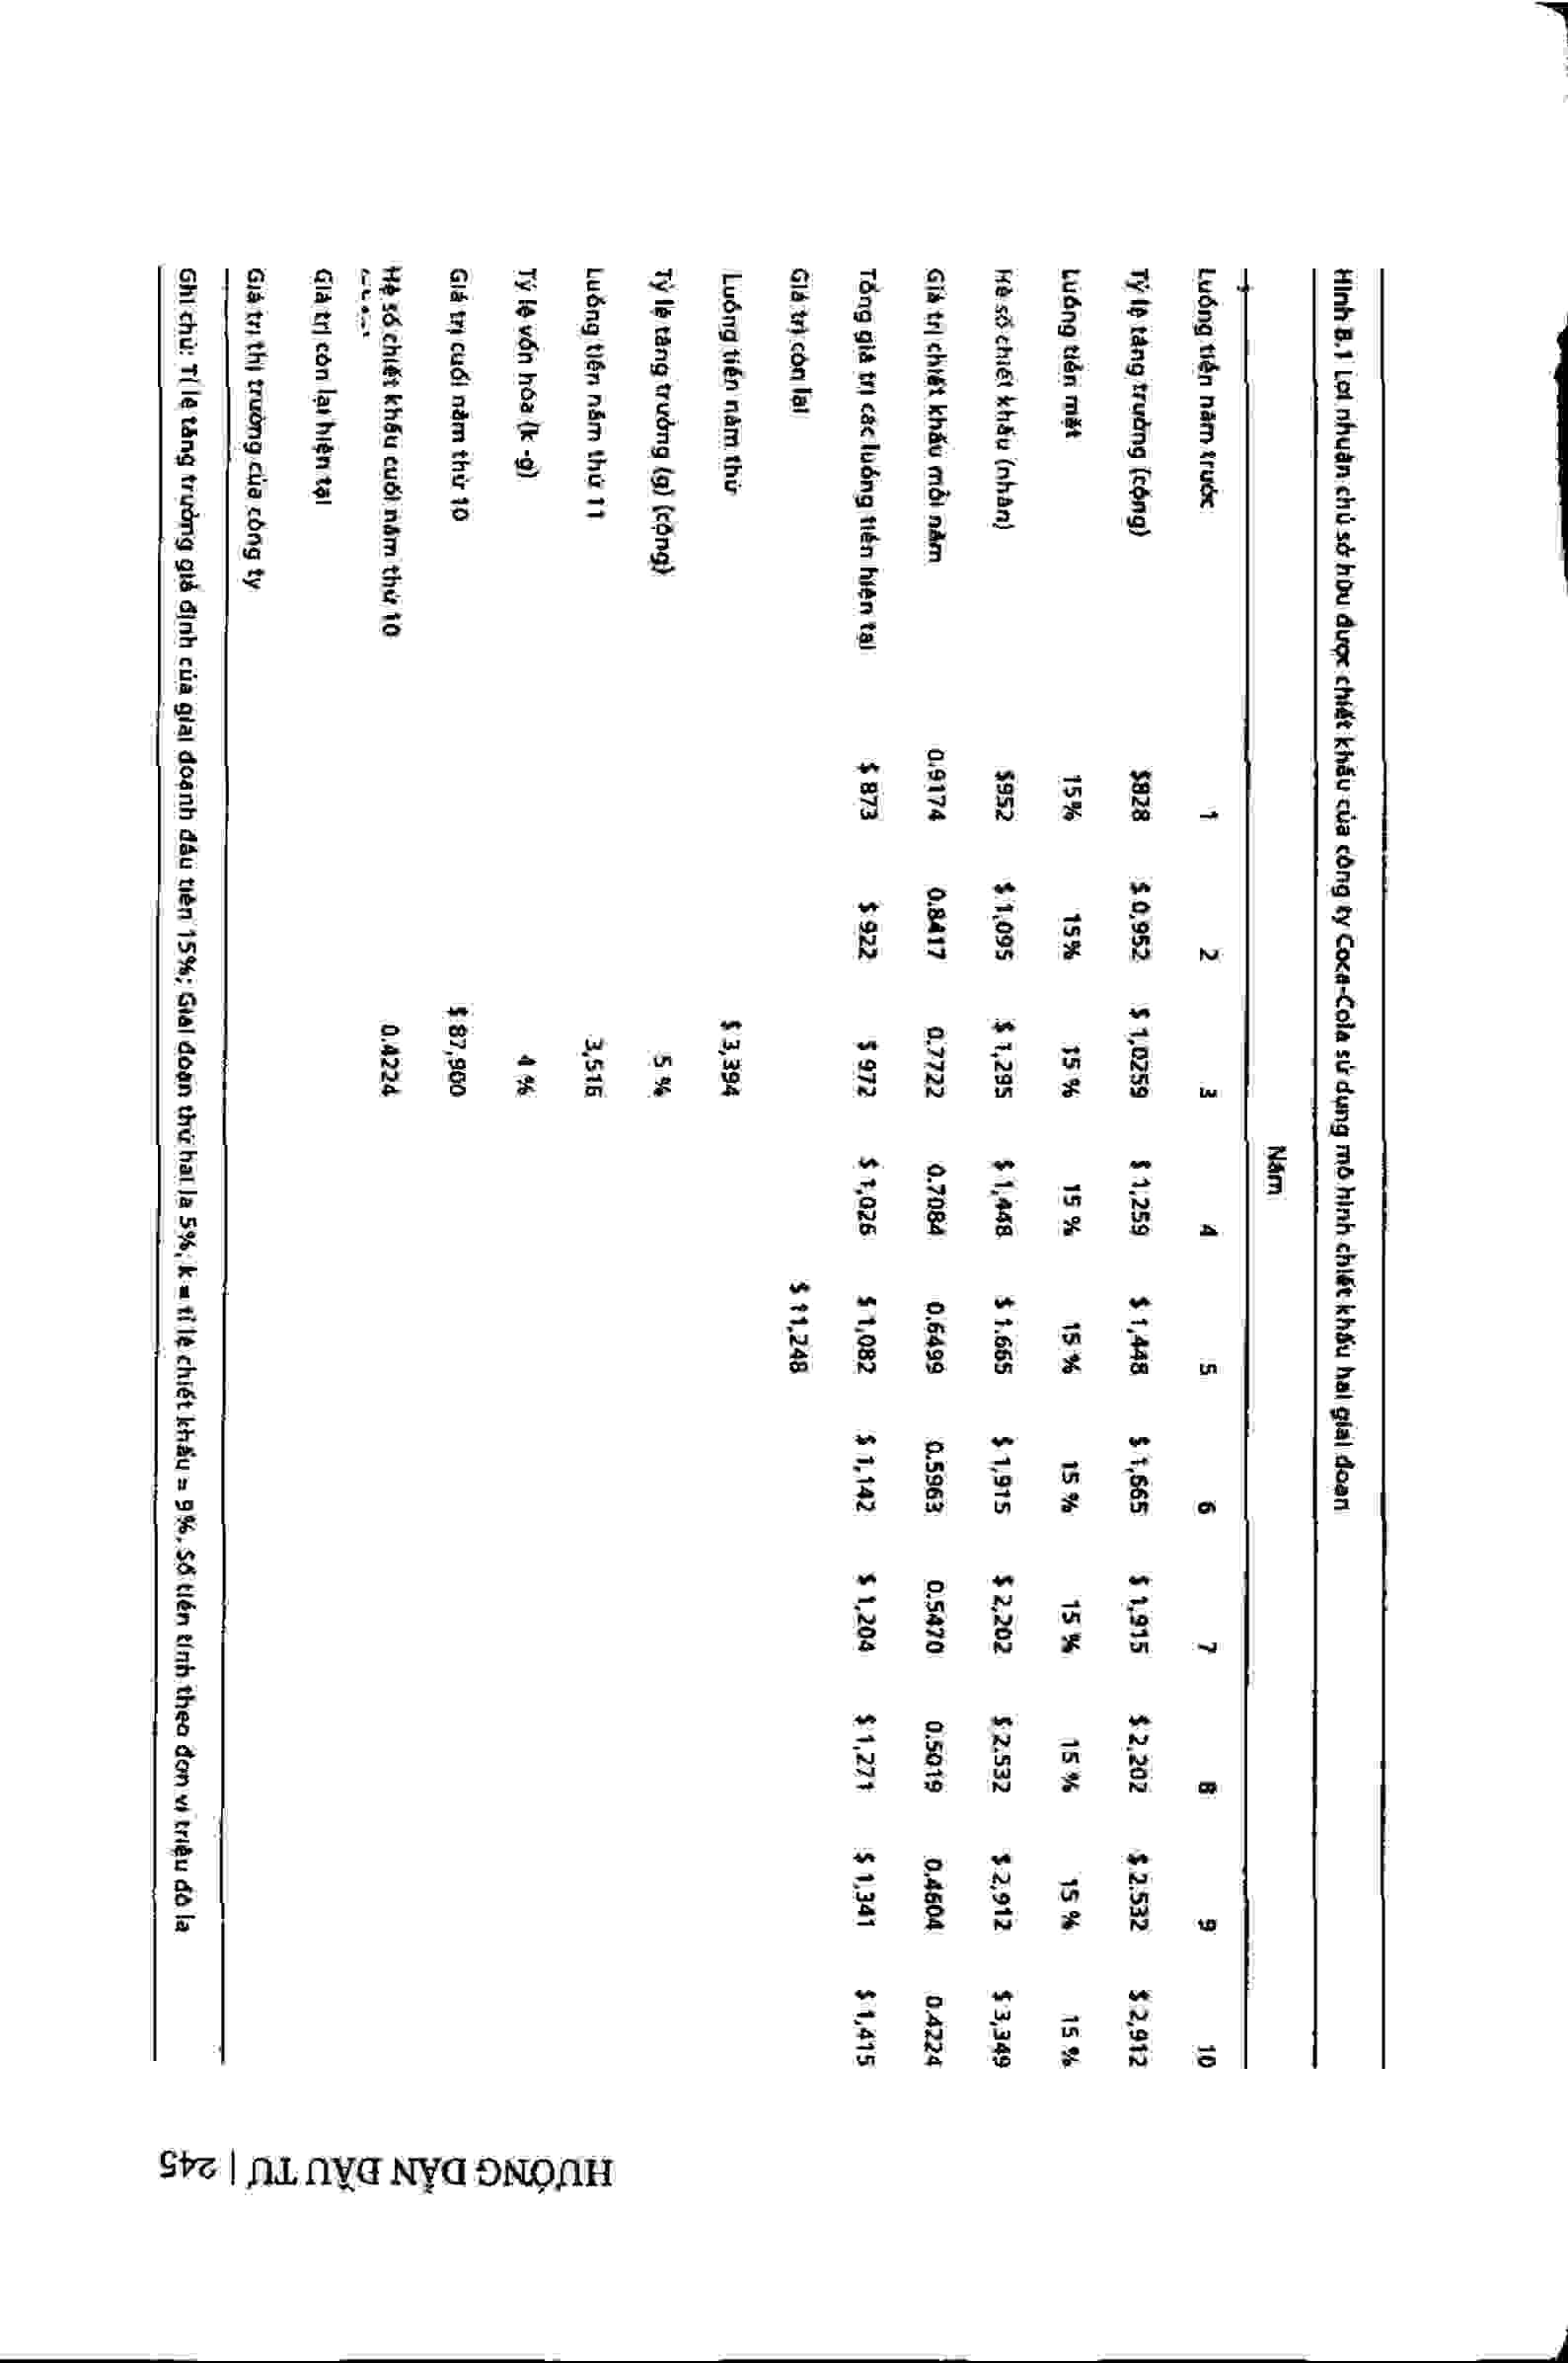 Hình 8.1 Lợi nhuận chủ sở hữu được chiết khấu của công ty Coca-Cola sử dụng mô hình chiết khấu hai giai đoạn
Năm
Luồng tiền năm trước 1 2 3 4 5 6 7 8 9 10
Tỷ lệ tăng trưởng (cộng) $828 $ 0,952 $ 1,0259 $ 1,259 $ 1,448 $ 1,665 $ 1,915 $ 2,202 $ 2.532 $ 2,912
Luồng tiền mặt 15% 15% 15 % 15 % 15 % 15 % 15 % 15 % 15 % 15 %
Hệ số chiết khấu (nhân) $952 $ 1,095 $ 1,295 $ 1,448 $ 1.665 $ 1,915 $ 2,202 $ 2.532 $ 2,912 $ 3,349
Giá trị chiết khấu mỗi năm 0.9174 0.8417 0.7722 0.7084 0.6499 0.5963 0.5470 0.5019 0.4604 0.4224
Tổng giá trị các luồng tiền hiện tại $ 873 $ 922 $ 972 $ 1,026 $ 1,082 $ 1,142 $ 1,204 $ 1,271 $ 1,341 $ 1,415
Giá trị còn lại $ 11,248
Luồng tiền năm thứ $ 3,394
Tỷ lệ tăng trưởng (g) (cộng) 5 %
Luồng tiền năm thứ 11 3,516
Tỷ lệ vốn hóa (k -g) 4 %
Giá trị cuối năm thứ 10 $ 87,900
Hệ số chiết khấu cuối năm thứ 10 0.4224
Giá trị còn lại hiện tại
Giá trị thị trường của công ty
Ghi chú: Tỉ lệ tăng trưởng giả định của giai đoạnh đầu tiên 15%; Giai đoạn thứ hai la 5%, k = tỉ lệ chiết khấu = 9%. Số tiền tính theo đơn vị triệu đô la
HƯỚNG DẪN ĐẦU TƯ | 245